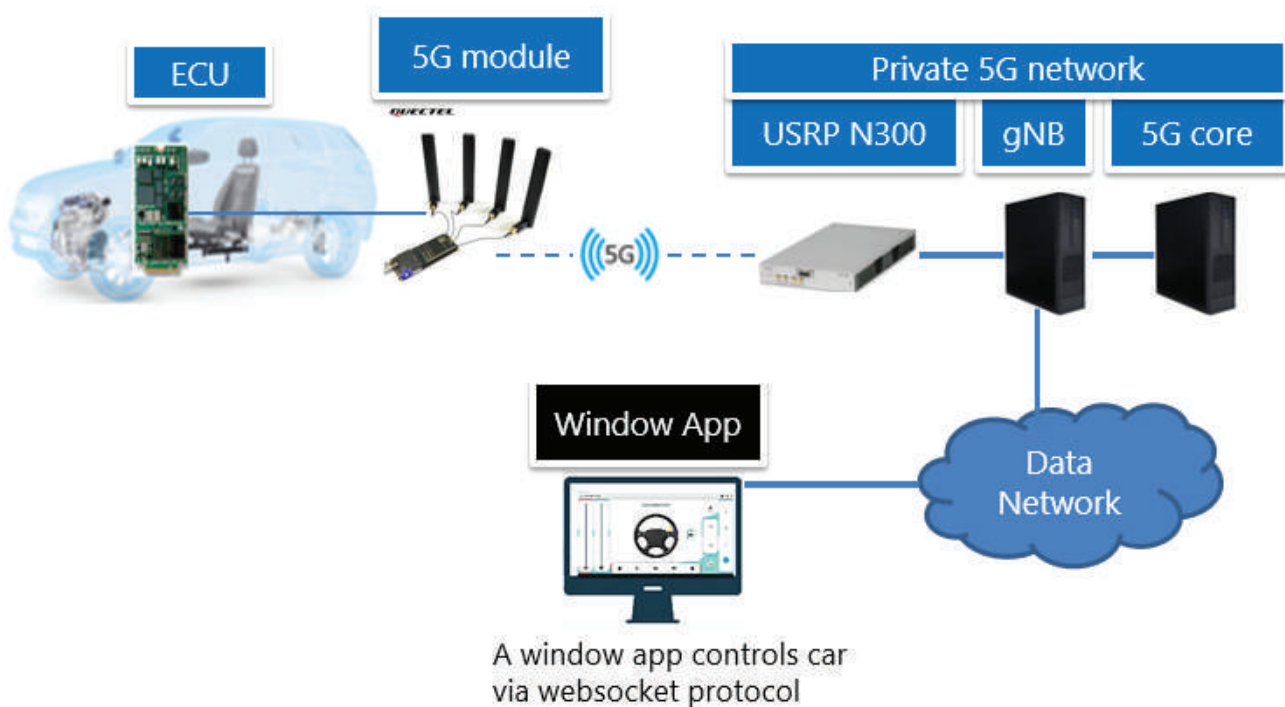 ECU
5G module
QUECTEL
Private 5G network
USRP N300
gNB
5G core
5G
Window App
Data
Network
A window app controls car
via websocket protocol